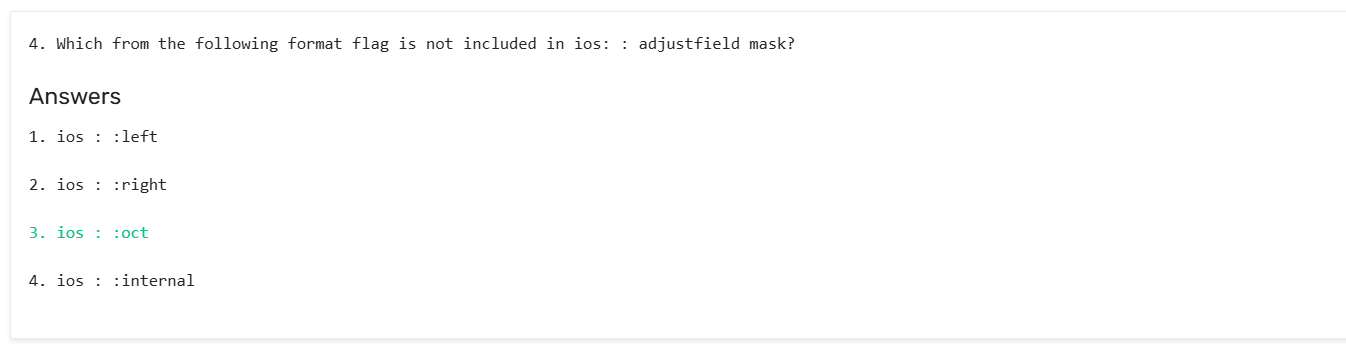 4. Which from the following format flag is not included in ios: : adjustfield mask?
Answers
1. ios : :left
2. ios : :right
3. ios : :oct
4. ios : :internal